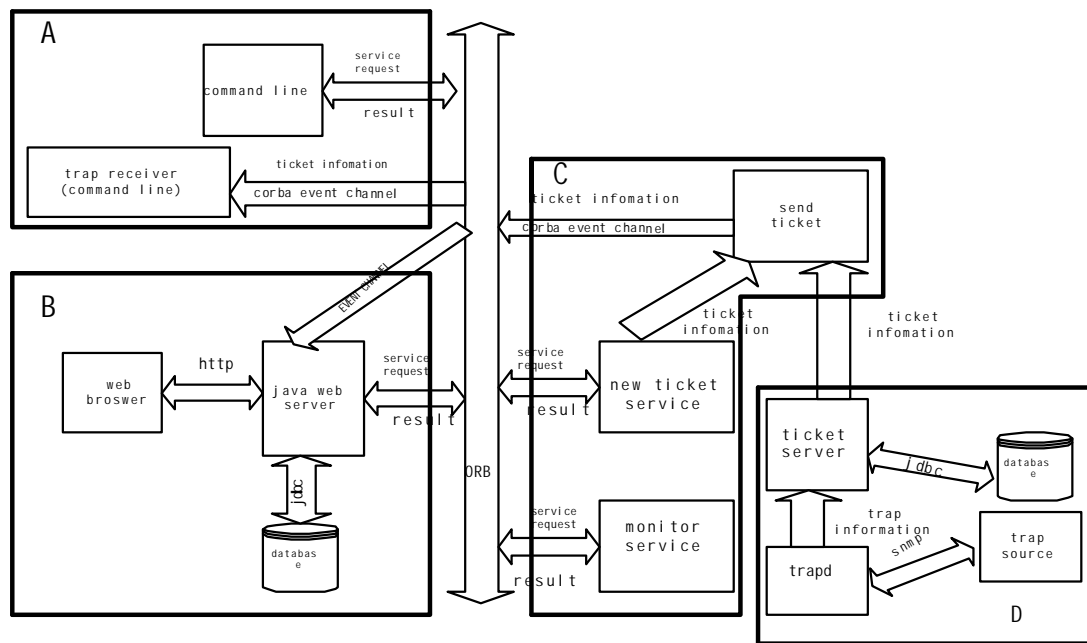 A
service
request
command line
result
trap receiver
(command line)
ticket infomation
corba event channel
C
ticket infomation
corba event channel
send
ticket
B
EVENT CHANNEL
ticket
infomation
ticket
infomation
web
broswer
http
java web
server
service
request
result
service
request
result
new ticket
service
jdbc
databas
e
ORB
service
request
result
monitor
service
ticket
server
jdbc
databas
e
trap
information
trapd
snmp
trap
source
D